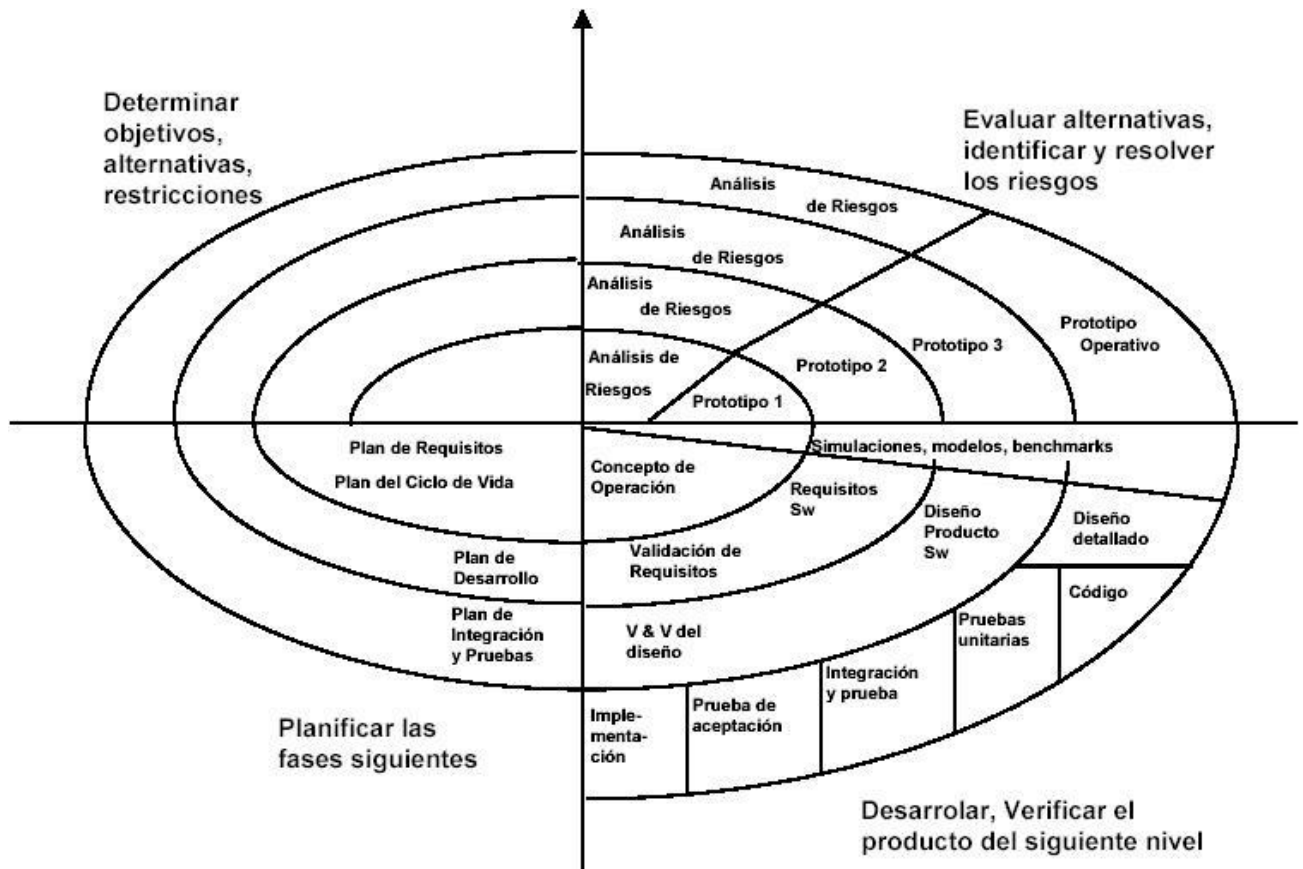 Determinar
objetivos,
alternativas,
restricciones
Evaluar alternativas,
identificar y resolver
los riesgos
Análisis
de Riesgos
Análisis
de Riesgos
Análisis
de Riesgos
Análisis de
Riesgos
Prototipo 1
Prototipo 2
Prototipo 3
Prototipo
Operativo
Simulaciones, modelos, benchmarks
Plan de Requisitos
Plan del Ciclo de Vida
Concepto de
Operación
Requisitos
Sw
Diseño
Producto
Sw
Diseño
detallado
Plan de
Desarrollo
Validación de
Requisitos
Código
Plan de
Integración
y Pruebas
V & V del
diseño
Pruebas
unitarias
Integración
y prueba
Prueba de
aceptación
Imple-
menta-
ción
Planificar las
fases siguientes
Desarrolar, Verificar el
producto del siguiente nivel